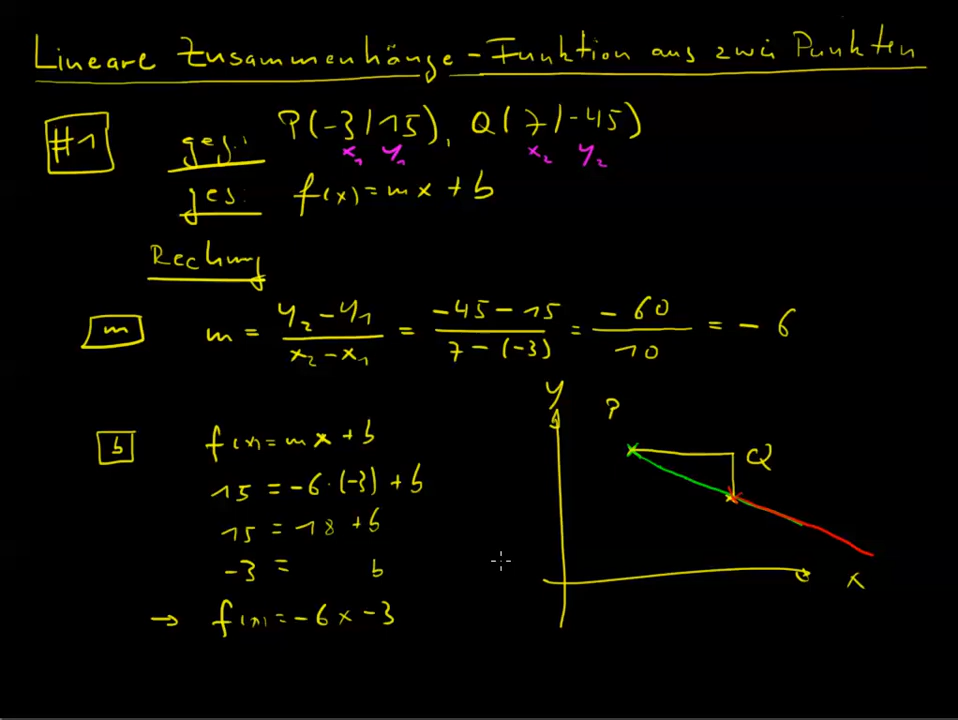 Lineare Zusammenhänge - Funktion aus zwei Punkten
#1
geg.: P(-3/15), Q(7/-45)
x₁ y₁ x₂ y₂
ges: f(x) = mx + b
Rechung
m m = (y₂ - y₁)/(x₂ - x₁) = (-45 - 15)/(7 - (-3)) = -60/10 = -6
b f(x) = mx + b
15 = -6 · (-3) + b
15 = 18 + b
-3 = b
→ f(x) = -6x - 3
y
P
Q
x